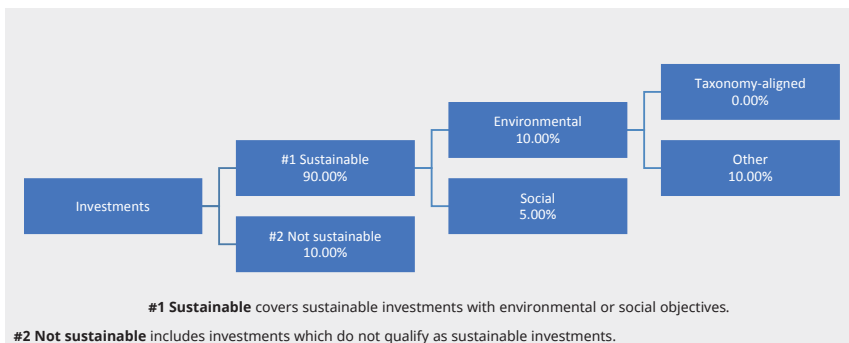 Taxonomy-aligned
0.00%
Environmental
10.00%
#1 Sustainable
90.00%
Other
10.00%
Investments
Social
5.00%
#2 Not sustainable
10.00%
#1 Sustainable covers sustainable investments with environmental or social objectives.
#2 Not sustainable includes investments which do not qualify as sustainable investments.